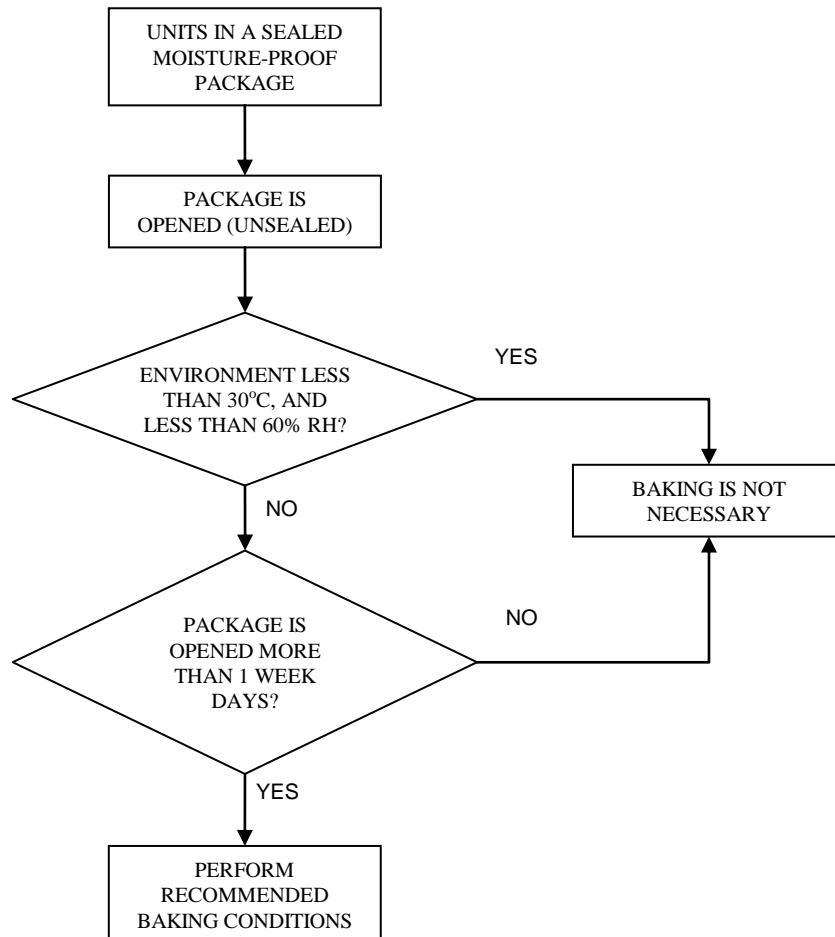 UNITS IN A SEALED
MOISTURE-PROOF
PACKAGE
PACKAGE IS
OPENED (UNSEALED)
ENVIRONMENT LESS
THAN 30°C, AND
LESS THAN 60% RH?
YES
BAKING IS NOT
NECESSARY
NO
PACKAGE IS
OPENED MORE
THAN 1 WEEK
DAYS?
NO
YES
PERFORM
RECOMMENDED
BAKING CONDITIONS